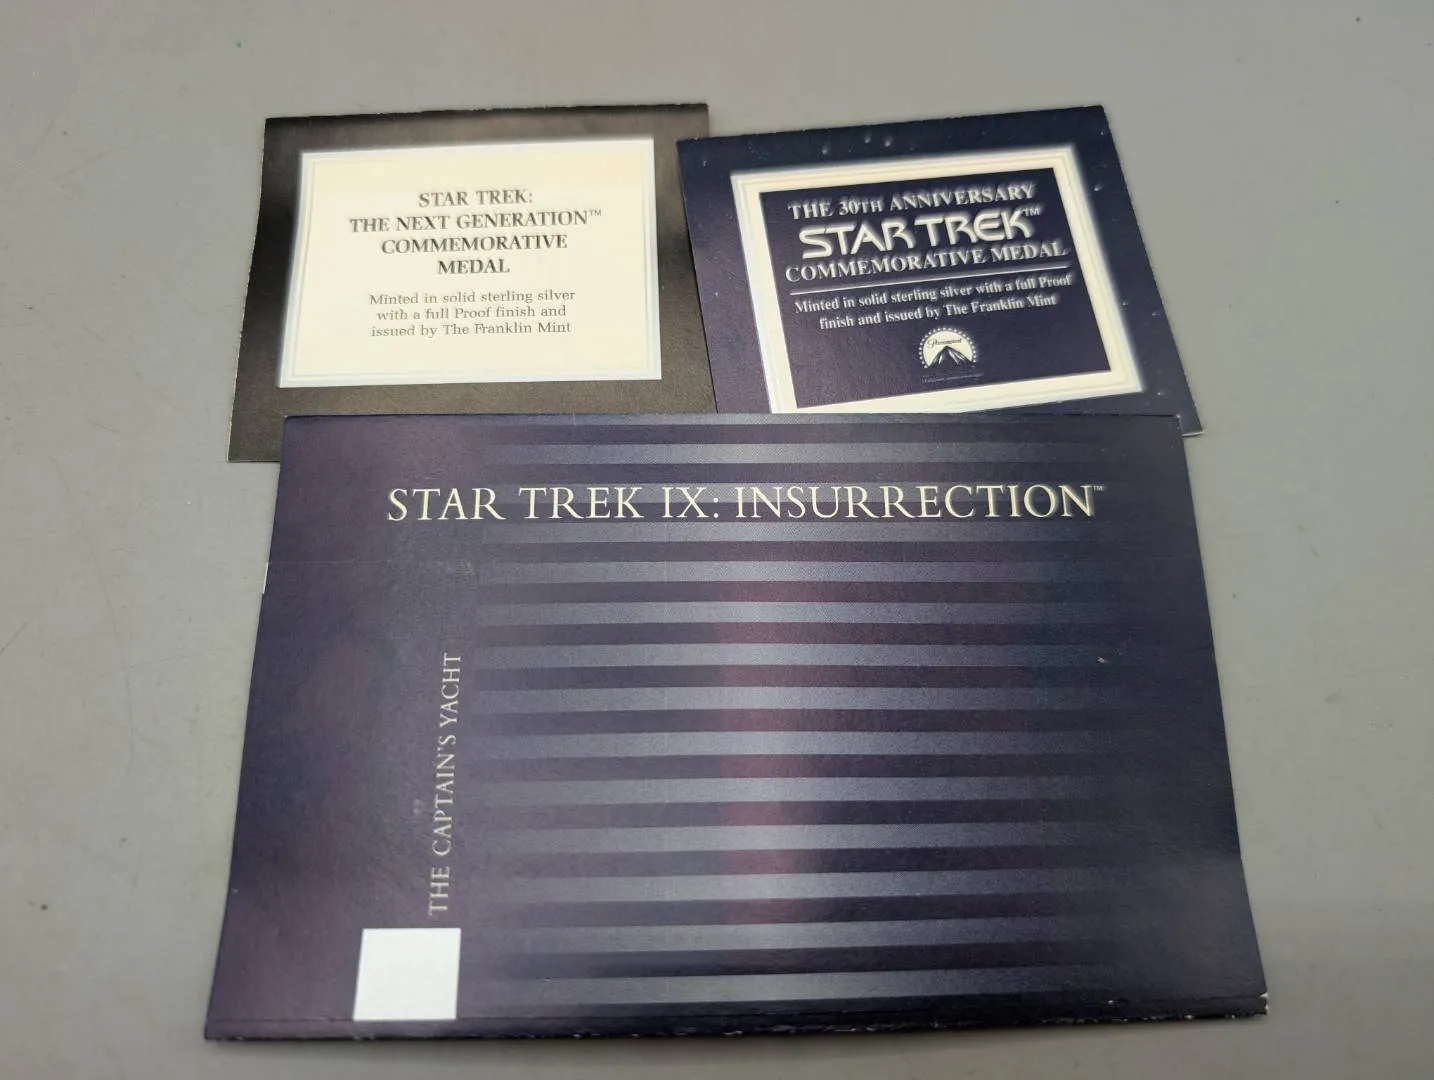 STAR TREK:
THE NEXT GENERATION™
COMMEMORATIVE
MEDAL
Minted in solid sterling silver
with a full Proof finish and
issued by The Franklin Mint
THE 30TH ANNIVERSARY
STAR TREK™
COMMEMORATIVE MEDAL
Minted in solid sterling silver with a full Proof
finish and issued by The Franklin Mint
Paramount
STAR TREK IX: INSURRECTION™
THE CAPTAIN'S YACHT